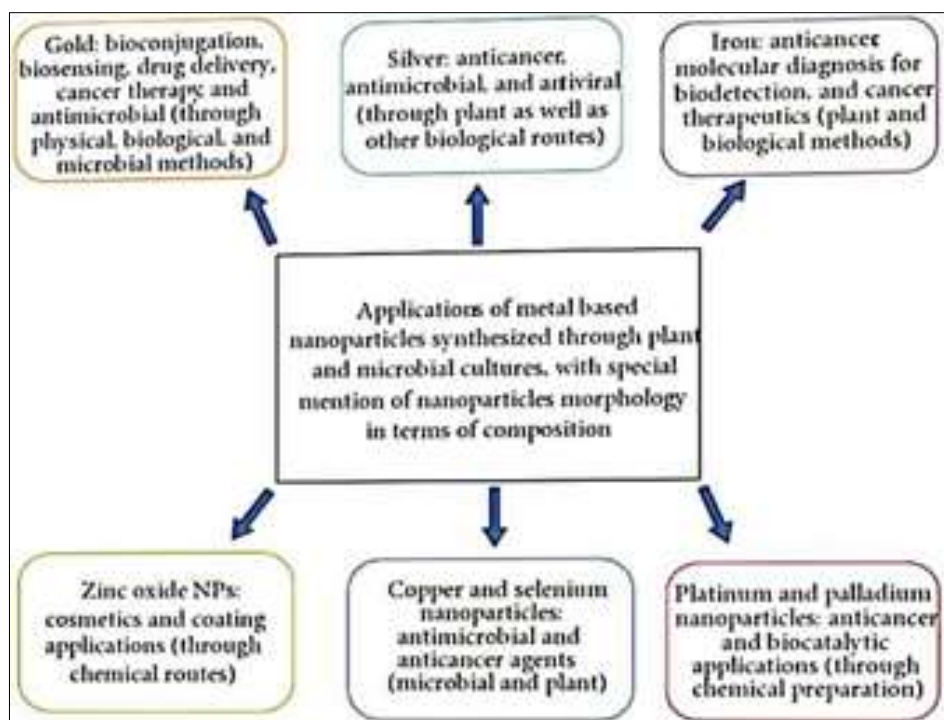 Gold: bioconjugation,
biosensing, drug delivery,
cancer therapy, and
antimicrobial (through
physical, biological, and
microbial methods)
Silver: anticancer,
antimicrobial, and artiviral
(through plant as well as
other biological routes)
Iron: anticancer,
molecular diagnosis for
biodetection, and cancer
therapeutics (plant and
biological methods)
Applications of metal based
nanoparticles synthesized through plant
and microbial cultures, with special
mention of nanoparticles morphology
in terms of composition
Zinc oxide NPs:
cosmetics and coating
applications (through
chemical routes)
Copper and selenium
nanoparticles:
antimicrobial and
anticancer agents
(microbial and plant)
Platinum and palladium
nanoparticles: anticancer
and biocatalytic
applications (through
chemical preparation)